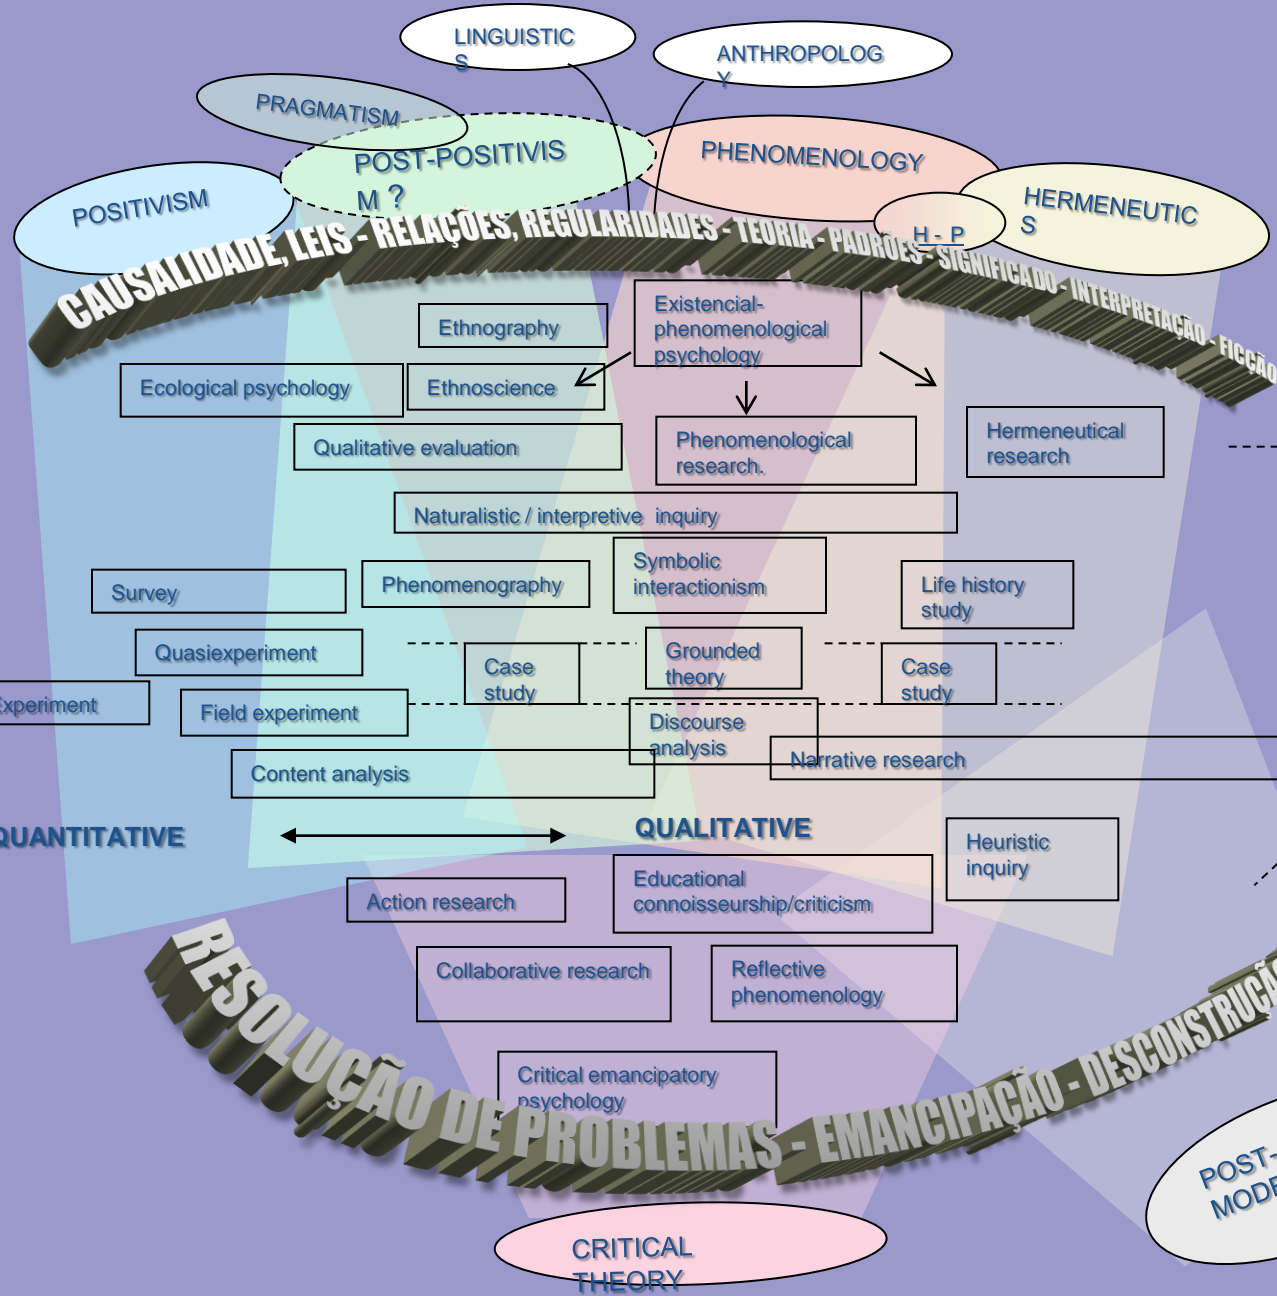 LINGUISTIC
S
ANTHROPOLOG
Y
PRAGMATISM
POST-POSITIVIS
M ?
PHENOMENOLOGY
POSITIVISM
HERMENEUTIC
S
H - P
CAUSALIDADE, LEIS - RELAÇÕES, REGULARIDADES - TEORIA - PADRÕES - SIGNIFICADO - INTERPRETAÇÃO - FICÇÃO
Ethnography
Existencial-
phenomenological
psychology
Ecological psychology
Ethnoscience
Qualitative evaluation
Phenomenological
research.
Hermeneutical
research
Naturalistic / interpretive inquiry
Survey
Phenomenography
Symbolic
interactionism
Life history
study
Quasiexperiment
Case
study
Grounded
theory
Case
study
Experiment
Field experiment
Discourse
analysis
Narrative research
Content analysis
QUANTITATIVE
QUALITATIVE
Heuristic
inquiry
Action research
Educational
connoisseurship/criticism
Collaborative research
Reflective
phenomenology
Critical emancipatory
psychology
RESOLUÇÃO DE PROBLEMAS - EMANCIPAÇÃO - DESCONSTRUÇÃ
POST-
MODE
CRITICAL
THEORY